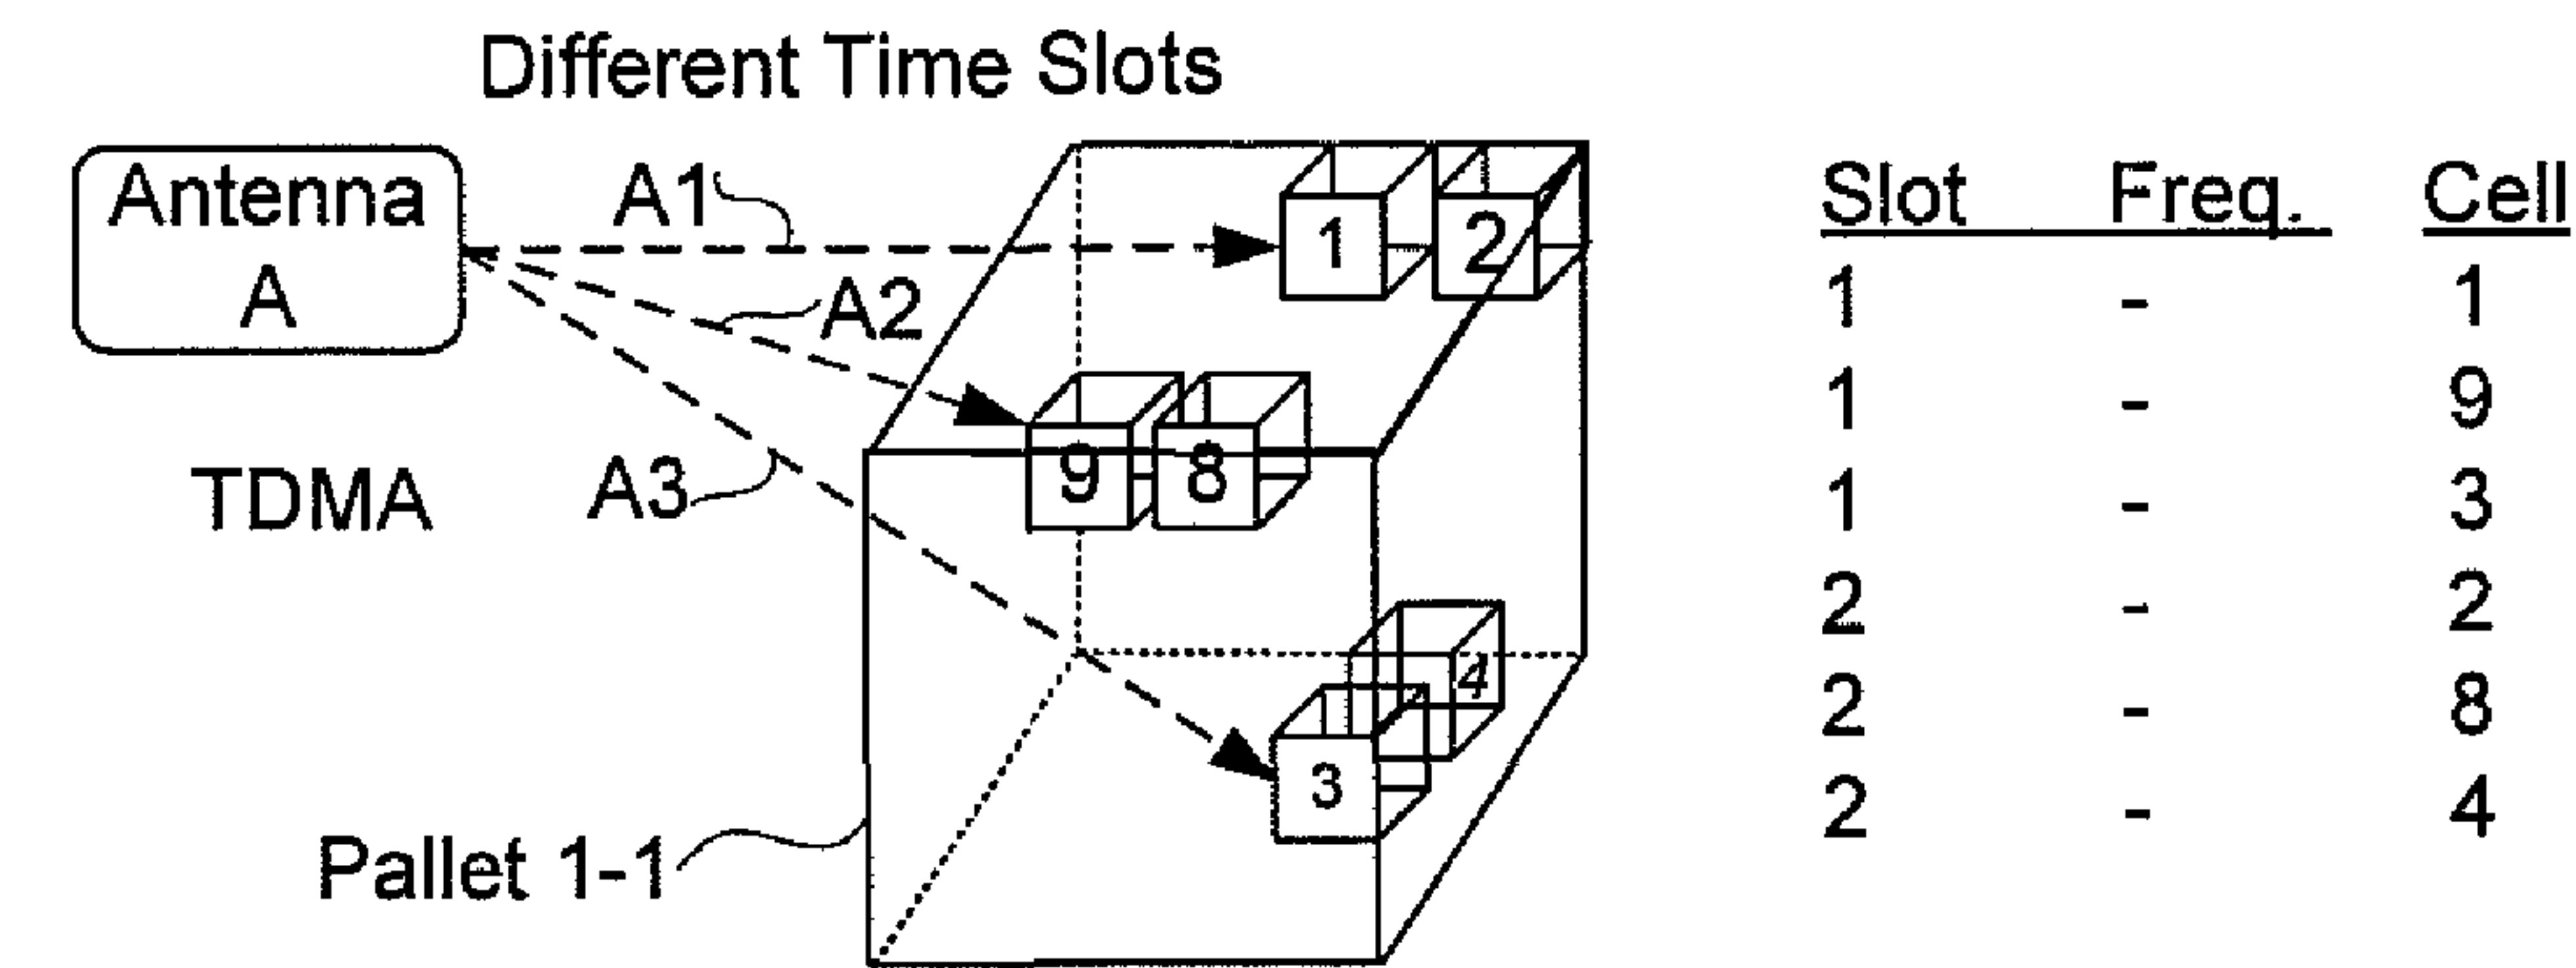 Different Time Slots
Antenna
A
A1
A2
A3
TDMA
Pallet 1-1
1
2
9
8
4
3
Slot Freq. Cell
1 - 1
1 - 9
1 - 3
2 - 2
2 - 8
2 - 4